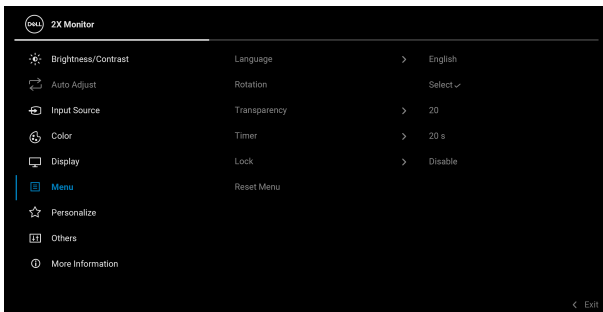 DELL 2X Monitor
Brightness/Contrast Language > English
Auto Adjust Rotation Select ✓
Input Source Transparency > 20
Color Timer > 20 s
Display Lock > Disable
Menu Reset Menu
Personalize
Others
More Information
< Exit